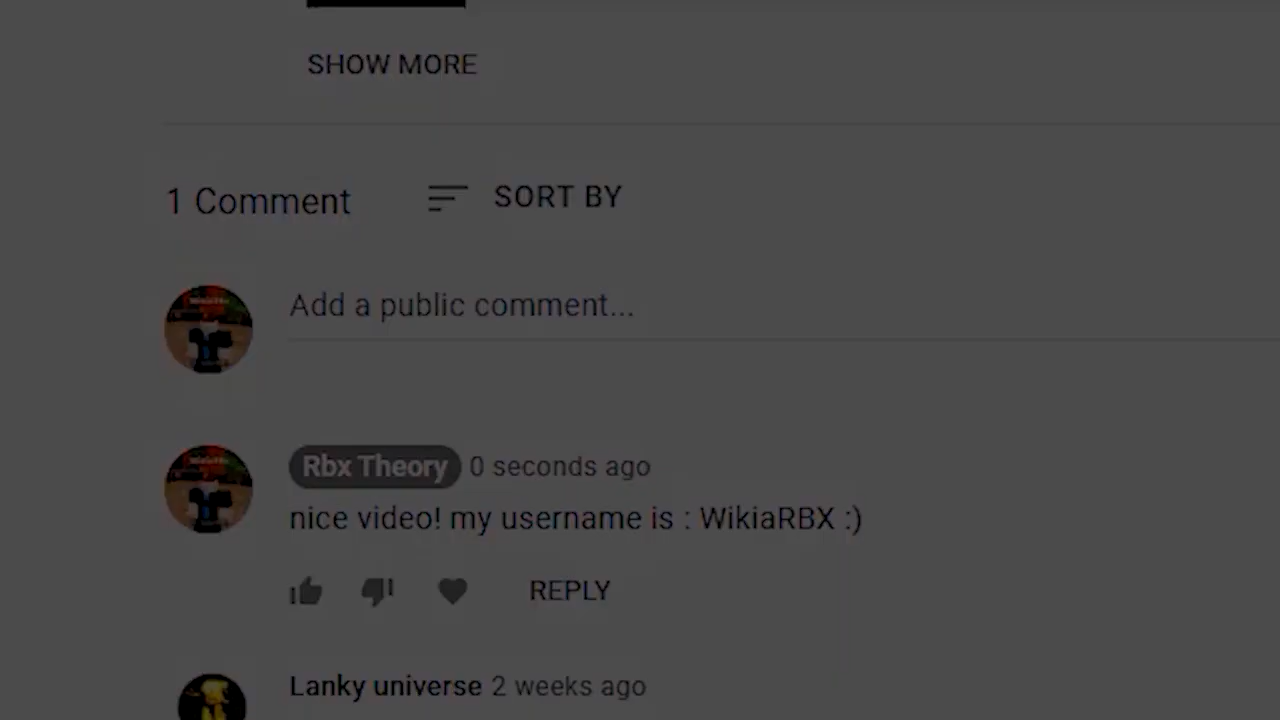 SHOW MORE
1 Comment
SORT BY
Add a public comment...
Rbx Theory 0 seconds ago
nice video! my username is : WikiaRBX :)
REPLY
Lanky universe 2 weeks ago